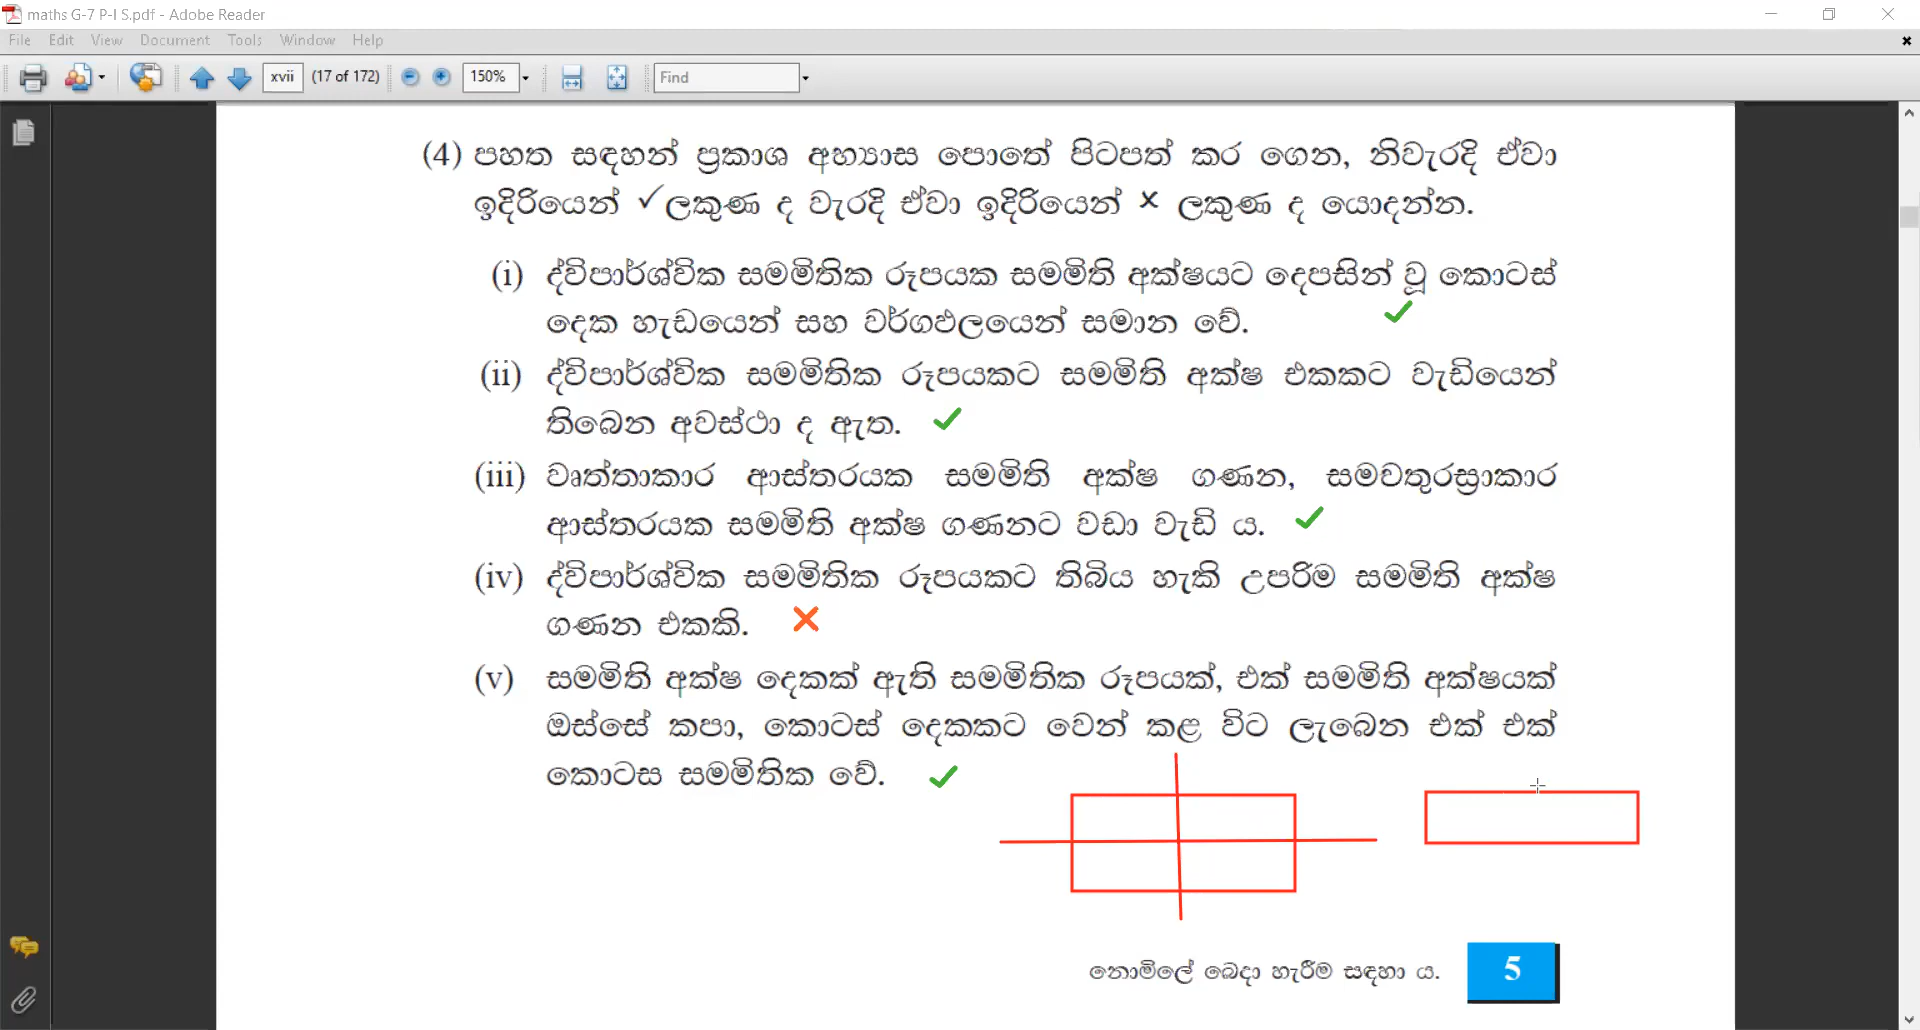 maths G-7 P-I S.pdf - Adobe Reader
File Edit View Document Tools Window Help
xvii (17 of 172) 150% Find
(4) පහත සඳහන් ප්‍රකාශ අභ්‍යාස පොතේ පිටපත් කර ගෙන, නිවැරදි ඒවා
ඉදිරියෙන් ✓ ලකුණ ද වැරදි ඒවා ඉදිරියෙන් ✗ ලකුණ ද යොදන්න.
(i) ද්විපාර්ශ්වික සමමිතික රූපයක සමමිති අක්ෂයට දෙපසින් වූ කොටස්
දෙක හැඩයෙන් සහ වර්ගඵලයෙන් සමාන වේ. ✓
(ii) ද්විපාර්ශ්වික සමමිතික රූපයකට සමමිති අක්ෂ එකකට වැඩියෙන්
තිබෙන අවස්ථා ද ඇත. ✓
(iii) වෘත්තාකාර ආස්තරයක සමමිති අක්ෂ ගණන, සමචතුරස්‍රාකාර
ආස්තරයක සමමිති අක්ෂ ගණනට වඩා වැඩි ය. ✓
(iv) ද්විපාර්ශ්වික සමමිතික රූපයකට තිබිය හැකි උපරිම සමමිති අක්ෂ
ගණන එකකි. ✗
(v) සමමිති අක්ෂ දෙකක් ඇති සමමිතික රූපයක්, එක් සමමිති අක්ෂයක්
ඔස්සේ කපා, කොටස් දෙකකට වෙන් කළ විට ලැබෙන එක් එක්
කොටස සමමිතික වේ. ✓
නොමිලේ බෙදා හැරීම සඳහා ය. 5